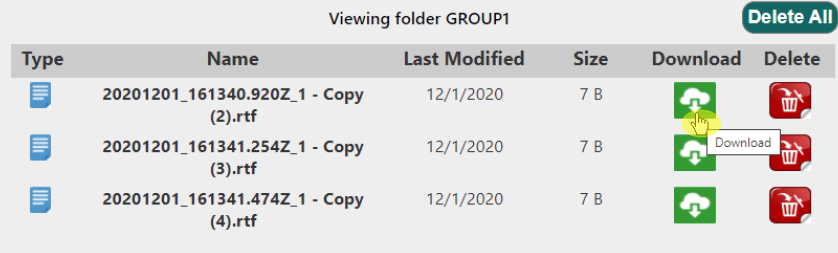 Viewing folder GROUP1
Delete All
Type Name Last Modified Size Download Delete
20201201_161340.920Z_1 - Copy 12/1/2020 7 B
(2).rtf
Download
20201201_161341.254Z_1 - Copy 12/1/2020 7 B
(3).rtf
20201201_161341.474Z_1 - Copy 12/1/2020 7 B
(4).rtf